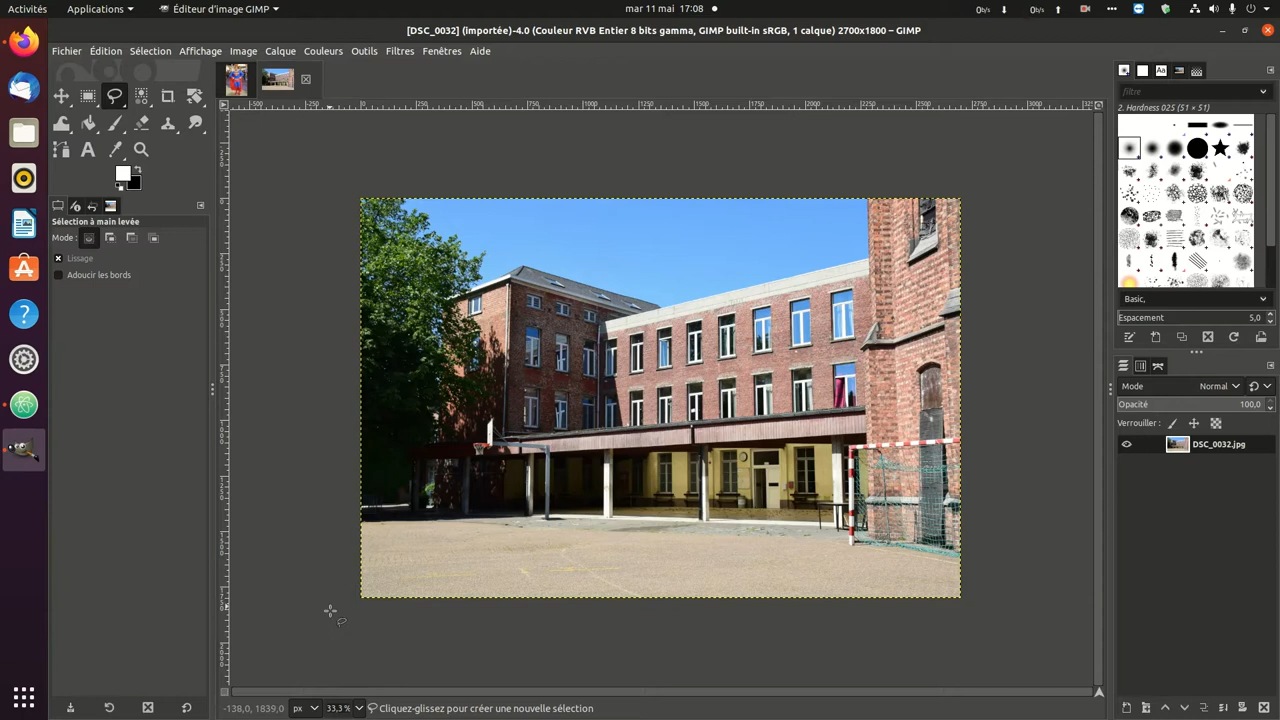 Activités
Applications
Éditeur d'image GIMP
mar 11 mai 17:08
0b/s
0b/s
[DSC_0032] (importée)-4.0 (Couleur RVB Entier 8 bits gamma, GIMP built-in sRGB, 1 calque) 2700x1800 – GIMP
Fichier Édition Sélection Affichage Image Calque Couleurs Outils Filtres Fenêtres Aide
filtre
2. Hardness 025 (51 × 51)
Sélection à main levée
Mode :
Lissage
Adoucir les bords
Basic,
Espacement 5,0
Mode Normal
Opacité 100,0
Verrouiller :
DSC_0032.jpg
-138,0, 1839,0 px 33,3 % Cliquez-glissez pour créer une nouvelle sélection